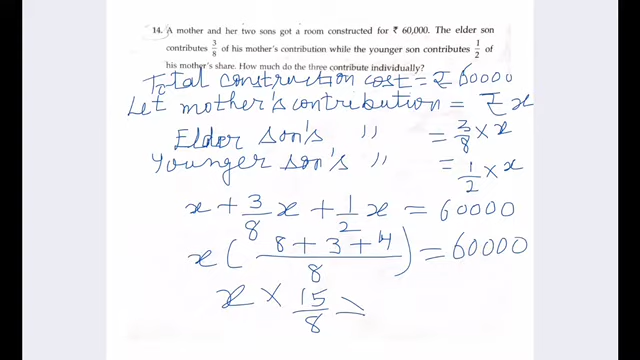 14. A mother and her two sons got a room constructed for ₹ 60,000. The elder son
contributes 3/8 of his mother's contribution while the younger son contributes 1/2 of
his mother's share. How much do the three contribute individually?
Total construction cost = ₹ 60000
Let mother's contribution = ₹ x
Elder son's " = 3/8 × x
Younger son's " = 1/2 × x
x + 3/8 x + 1/2 x = 60000
x ( 8 + 3 + 4 / 8 ) = 60000
x × 15/8 =